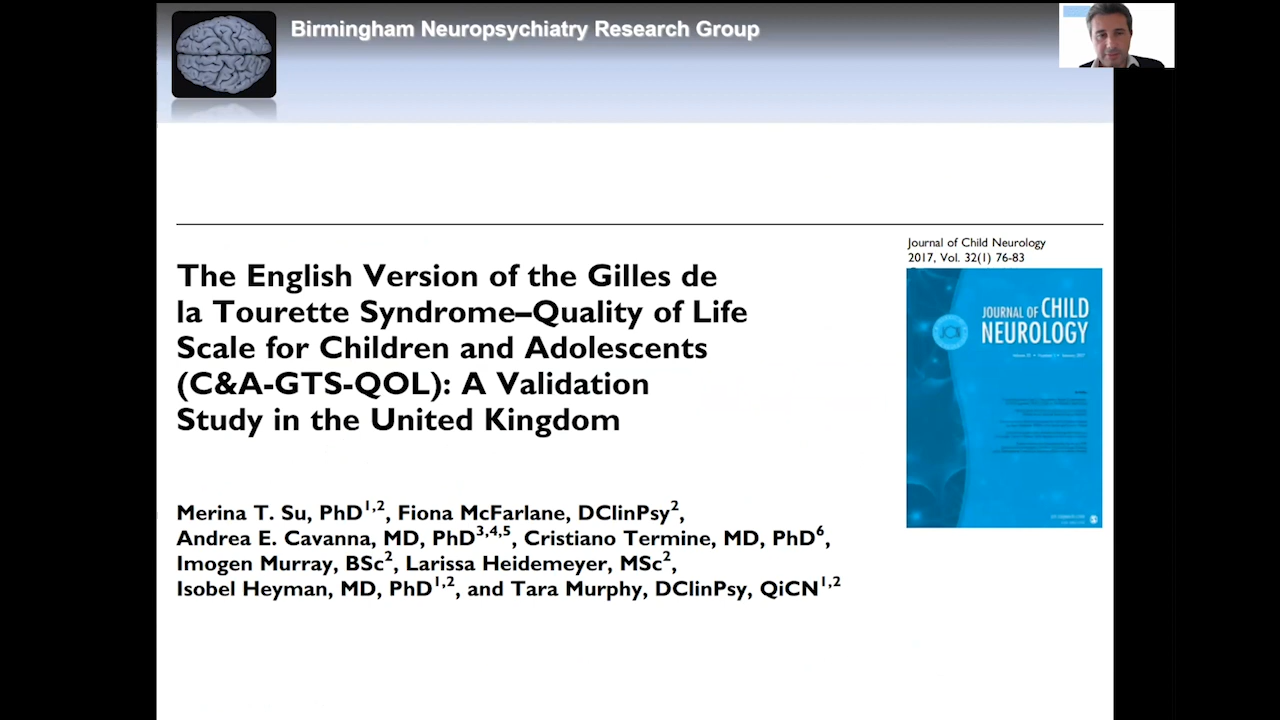 Birmingham Neuropsychiatry Research Group
Journal of Child Neurology
2017, Vol. 32(1) 76-83
The English Version of the Gilles de
la Tourette Syndrome–Quality of Life
Scale for Children and Adolescents
(C&A-GTS-QOL): A Validation
Study in the United Kingdom
JOURNAL OF CHILD
NEUROLOGY
Merina T. Su, PhD1,2, Fiona McFarlane, DClinPsy2,
Andrea E. Cavanna, MD, PhD3,4,5, Cristiano Termine, MD, PhD6,
Imogen Murray, BSc2, Larissa Heidemeyer, MSc2,
Isobel Heyman, MD, PhD1,2, and Tara Murphy, DClinPsy, QiCN1,2